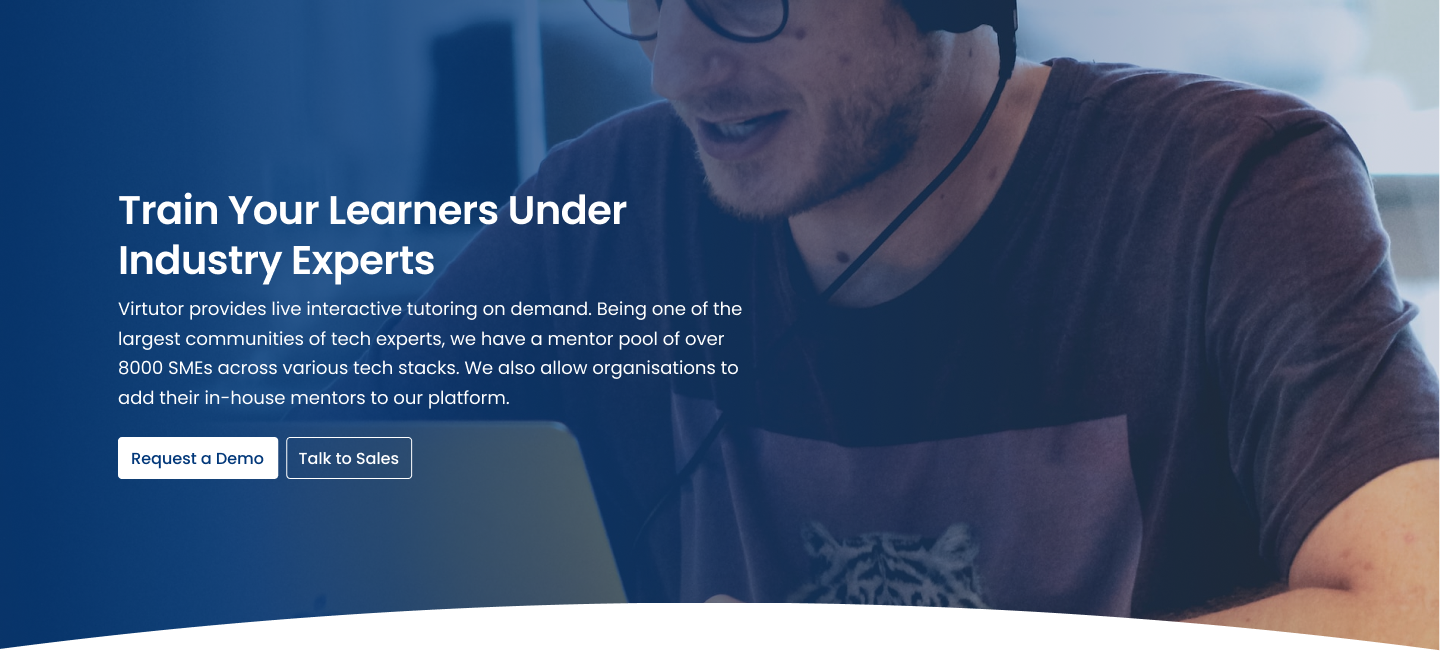 Train Your Learners Under
Industry Experts
Virtutor provides live interactive tutoring on demand. Being one of the
largest communities of tech experts, we have a mentor pool of over
8000 SMEs across various tech stacks. We also allow organisations to
add their in-house mentors to our platform.
Request a Demo
Talk to Sales